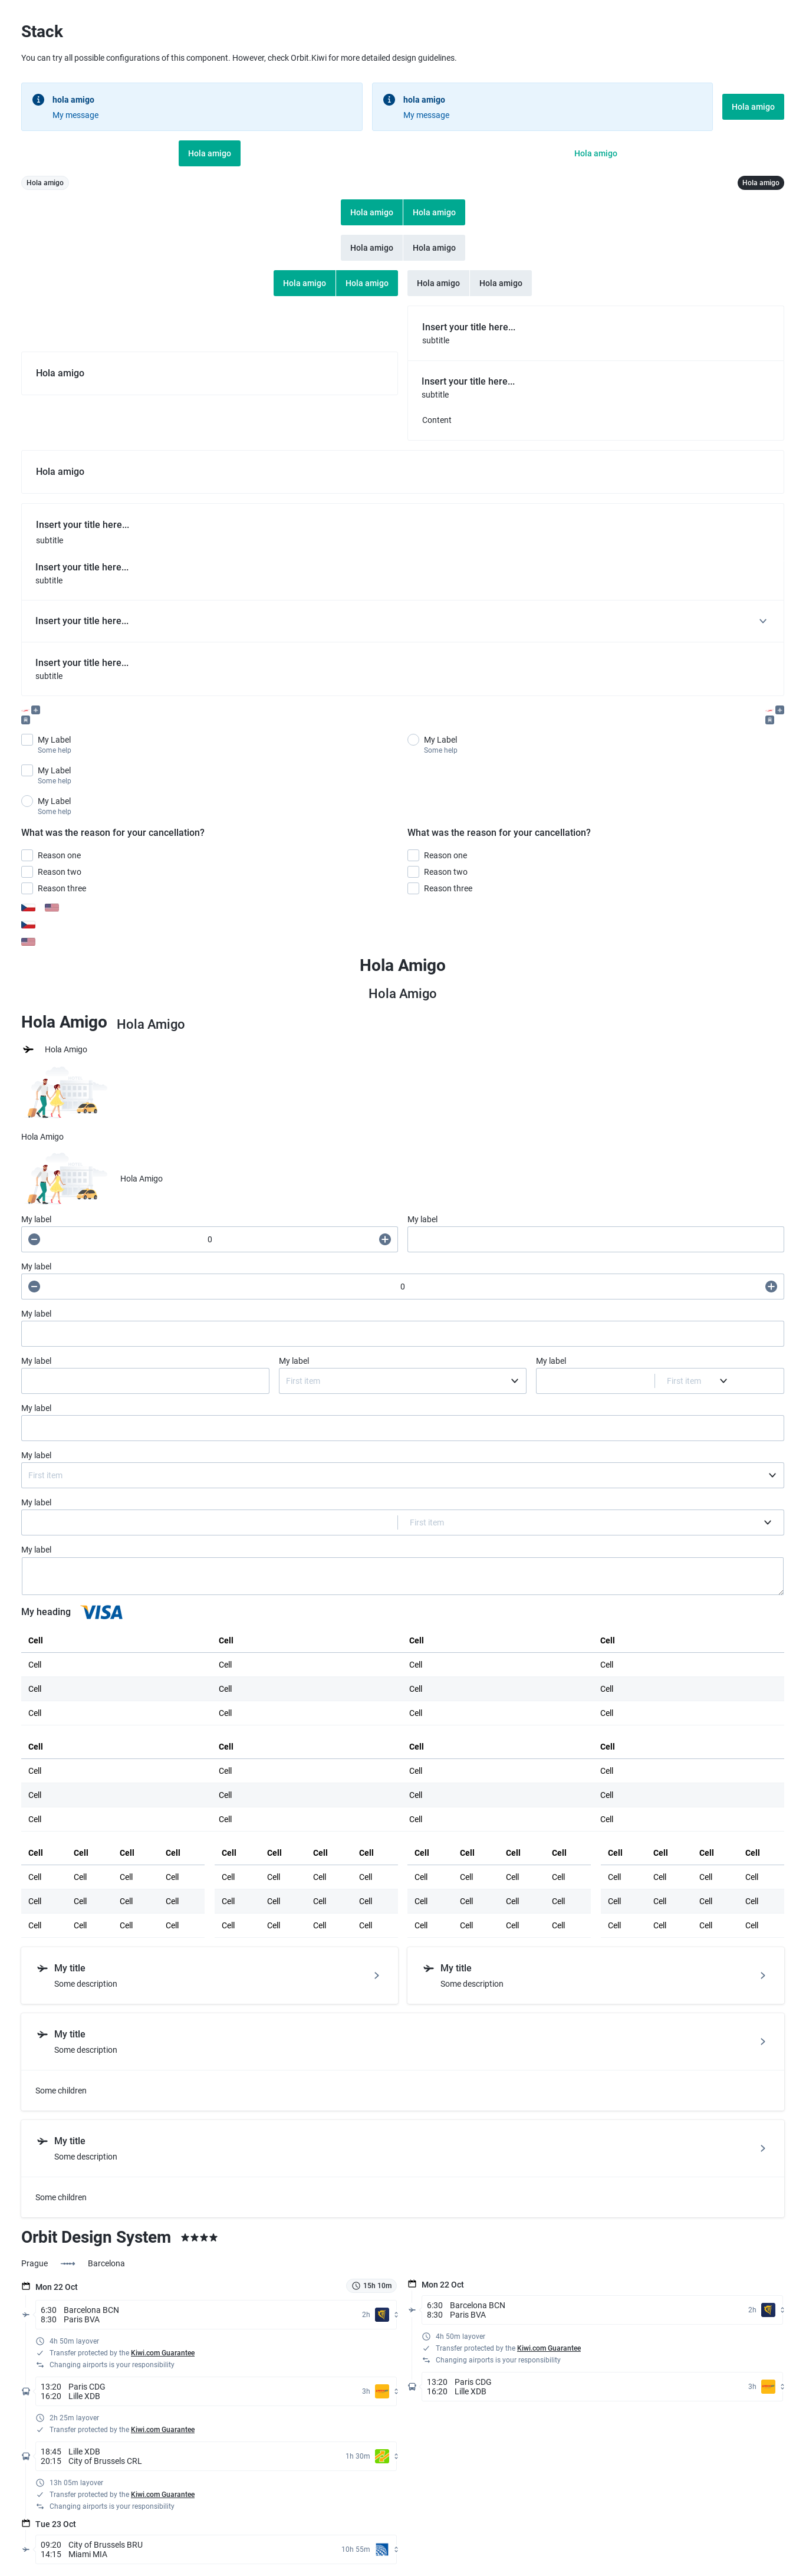 Stack
You can try all possible configurations of this component. However, check Orbit.Kiwi for more detailed design guidelines.
hola amigo
My message
hola amigo
My message
Hola amigo
Hola amigo
Hola amigo
Hola amigo
Hola amigo
Hola amigo Hola amigo
Hola amigo Hola amigo
Hola amigo Hola amigo Hola amigo Hola amigo
Hola amigo
Insert your title here...
subtitle
Insert your title here...
subtitle
Content
Hola amigo
Insert your title here...
subtitle
Insert your title here...
subtitle
Insert your title here...
Insert your title here...
subtitle
My Label
Some help
My Label
Some help
My Label
Some help
My Label
Some help
What was the reason for your cancellation?
Reason one
Reason two
Reason three
What was the reason for your cancellation?
Reason one
Reason two
Reason three
Hola Amigo
Hola Amigo
Hola Amigo Hola Amigo
Hola Amigo
Hola Amigo
Hola Amigo
My label
0
My label
My label
0
My label
My label
My label
First item
My label
First item
My label
My label
First item
My label
First item
My label
My heading VISA
Cell Cell Cell Cell
Cell Cell Cell Cell
Cell Cell Cell Cell
Cell Cell Cell Cell
Cell Cell Cell Cell
Cell Cell Cell Cell
Cell Cell Cell Cell
Cell Cell Cell Cell
Cell Cell Cell Cell Cell Cell Cell Cell Cell Cell Cell Cell Cell Cell Cell Cell
Cell Cell Cell Cell Cell Cell Cell Cell Cell Cell Cell Cell Cell Cell Cell Cell
Cell Cell Cell Cell Cell Cell Cell Cell Cell Cell Cell Cell Cell Cell Cell Cell
Cell Cell Cell Cell Cell Cell Cell Cell Cell Cell Cell Cell Cell Cell Cell Cell
My title
Some description
My title
Some description
My title
Some description
Some children
My title
Some description
Some children
Orbit Design System
Prague Barcelona
Mon 22 Oct 15h 10m
6:30 Barcelona BCN 2h
8:30 Paris BVA
4h 50m layover
Transfer protected by the Kiwi.com Guarantee
Changing airports is your responsibility
13:20 Paris CDG 3h
16:20 Lille XDB
2h 25m layover
Transfer protected by the Kiwi.com Guarantee
18:45 Lille XDB 1h 30m
20:15 City of Brussels CRL
13h 05m layover
Transfer protected by the Kiwi.com Guarantee
Changing airports is your responsibility
Tue 23 Oct
09:20 City of Brussels BRU 10h 55m
14:15 Miami MIA
Mon 22 Oct
6:30 Barcelona BCN 2h
8:30 Paris BVA
4h 50m layover
Transfer protected by the Kiwi.com Guarantee
Changing airports is your responsibility
13:20 Paris CDG 3h
16:20 Lille XDB